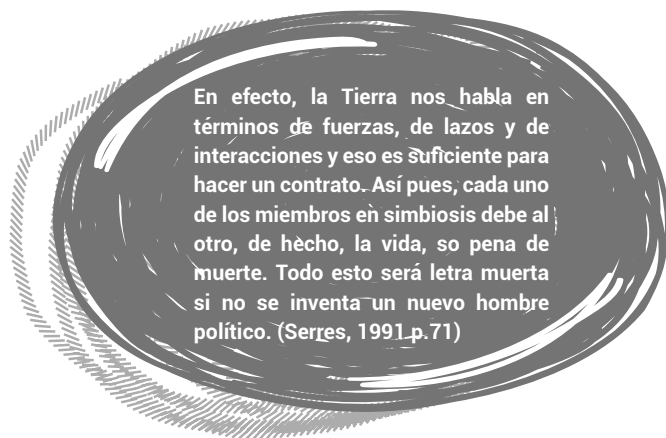 En efecto, la Tierra nos habla en
términos de fuerzas, de lazos y de
interacciones y eso es suficiente para
hacer un contrato. Así pues, cada uno
de los miembros en simbiosis debe al
otro, de hecho, la vida, so pena de
muerte. Todo esto será letra muerta
si no se inventa un nuevo hombre
político. (Serres, 1991 p.71)